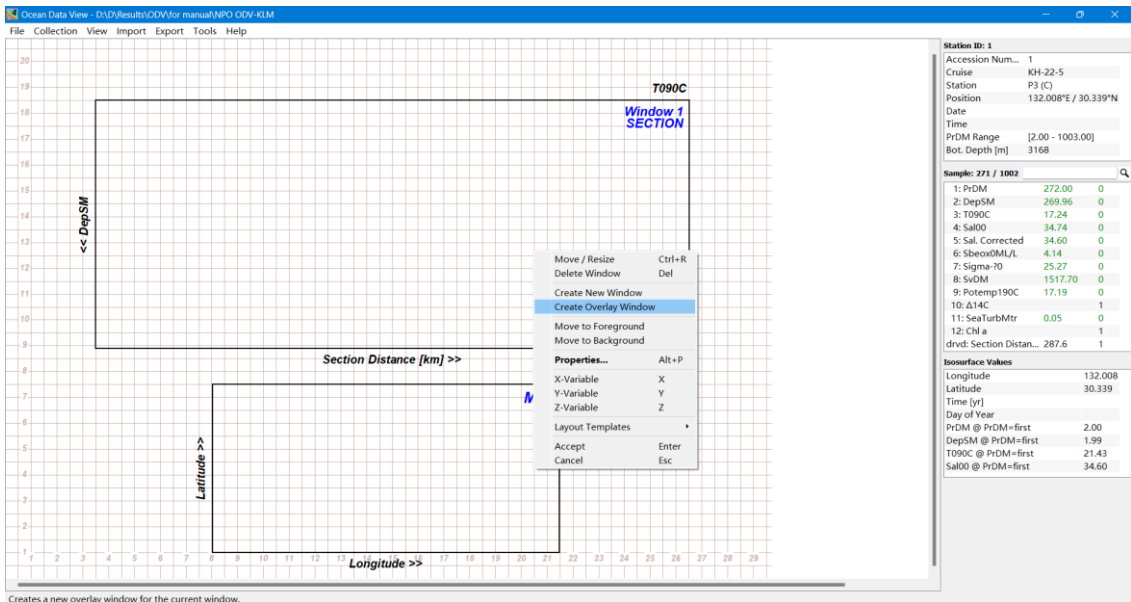 Ocean Data View - D:\D\Results\ODV\for manual\NPO ODV-KLM
File Collection View Import Export Tools Help
20
19
18
17
16
15
14
13
12
11
10
9
8
7
6
5
4
3
2
1
T090C
Window 1
SECTION
<< DepSM
Section Distance [km] >>
M
Latitude >>
1 2 3 4 5 6 7 8 9 10 11 12 13 14 15 16 17 18 19 20 21 22 23 24 25 26 27 28 29
Longitude >>
Move / Resize Ctrl+R
Delete Window Del
Create New Window
Create Overlay Window
Move to Foreground
Move to Background
Properties... Alt+P
X-Variable X
Y-Variable Y
Z-Variable Z
Layout Templates
Accept Enter
Cancel Esc
Station ID: 1
Accession Num... 1
Cruise KH-22-5
Station P3 (C)
Position 132.008°E / 30.339°N
Date
Time
PrDM Range [2.00 - 1003.00]
Bot. Depth [m] 3168
Sample: 271 / 1002
1: PrDM 272.00 0
2: DepSM 269.96 0
3: T090C 17.24 0
4: Sal00 34.74 0
5: Sal. Corrected 34.60 0
6: Sbeox0ML/L 4.14 0
7: Sigma-?0 25.27 0
8: SvDM 1517.70 0
9: Potemp190C 17.19 0
10: Δ14C 1
11: SeaTurbMtr 0.05 0
12: Chl a 1
drvd: Section Distan... 287.6 1
Isosurface Values
Longitude 132.008
Latitude 30.339
Time [yr]
Day of Year
PrDM @ PrDM=first 2.00
DepSM @ PrDM=first 1.99
T090C @ PrDM=first 21.43
Sal00 @ PrDM=first 34.60
Creates a new overlay window for the current window.